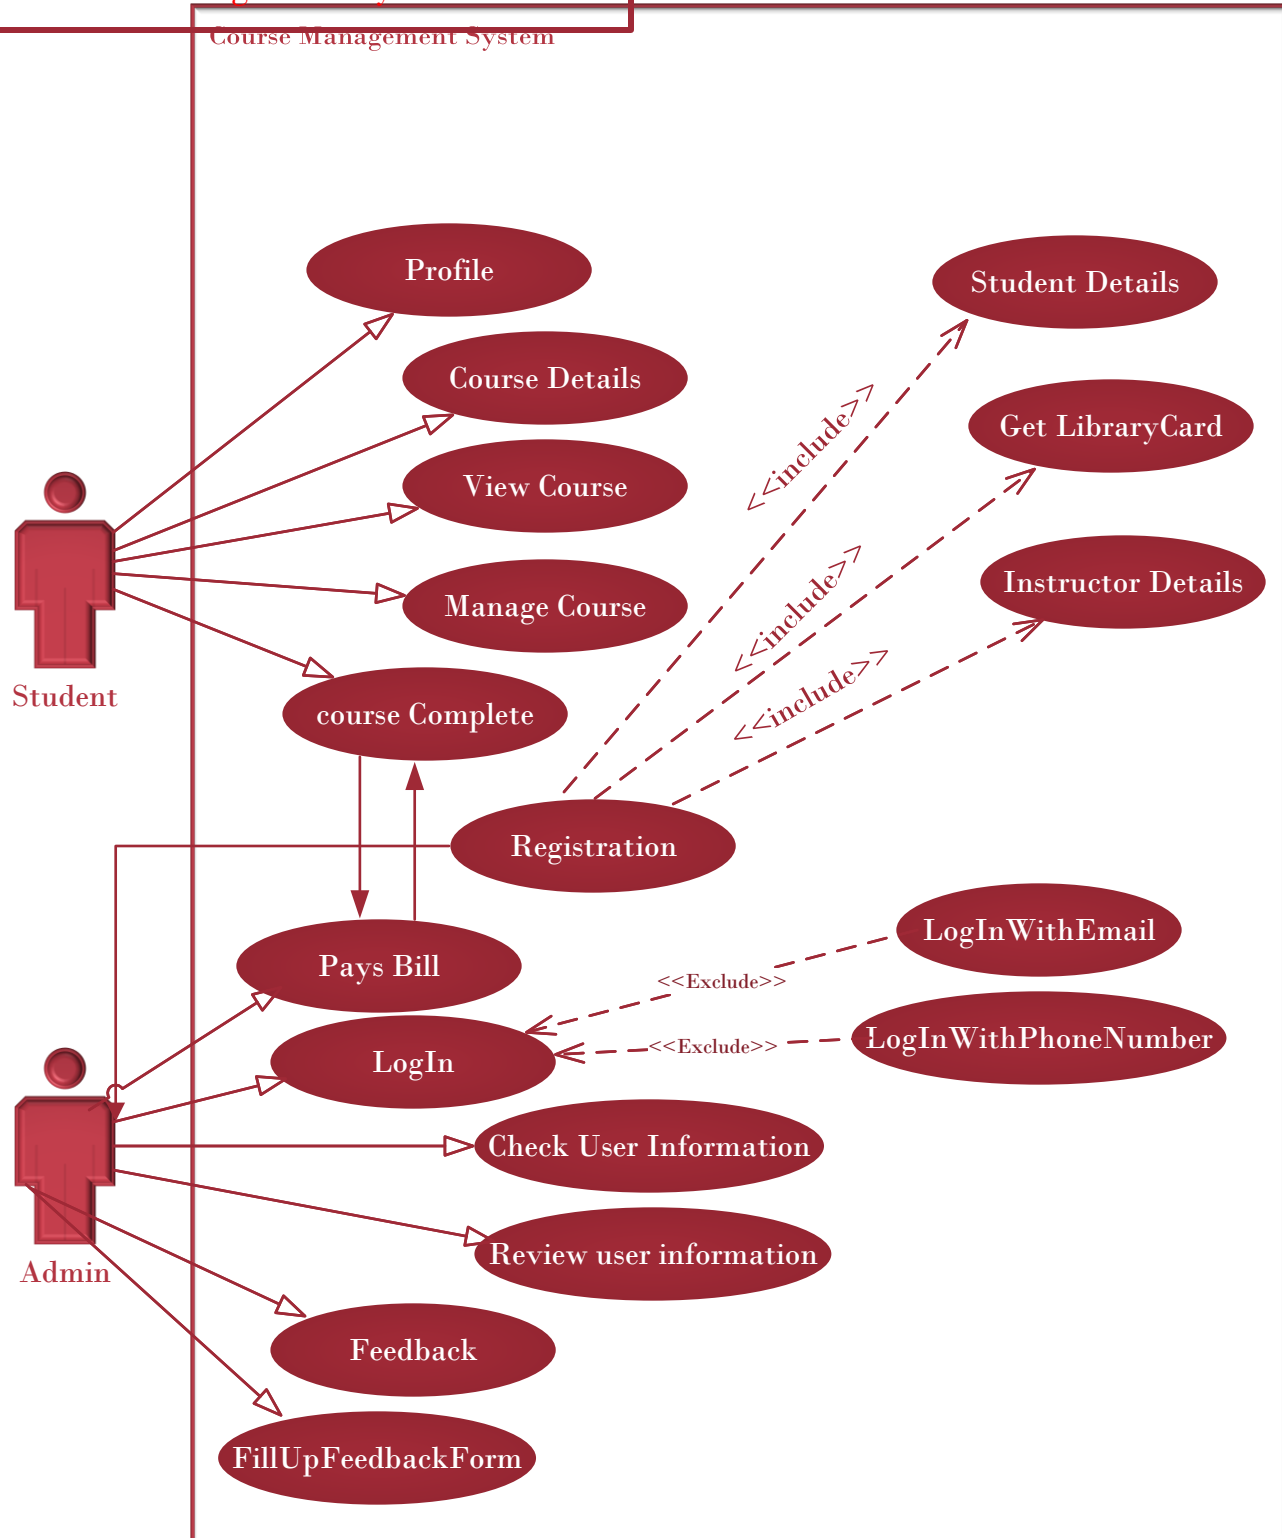 Course Management System
Profile
Student Details
Course Details
<<include>>
Get LibraryCard
View Course
<<include>>
Instructor Details
Manage Course
<<include>>
Student
course Complete
Registration
LogInWithEmail
Pays Bill
<<Exclude>>
LogInWithPhoneNumber
<<Exclude>>
LogIn
Check User Information
Review user information
Admin
Feedback
FillUpFeedbackForm